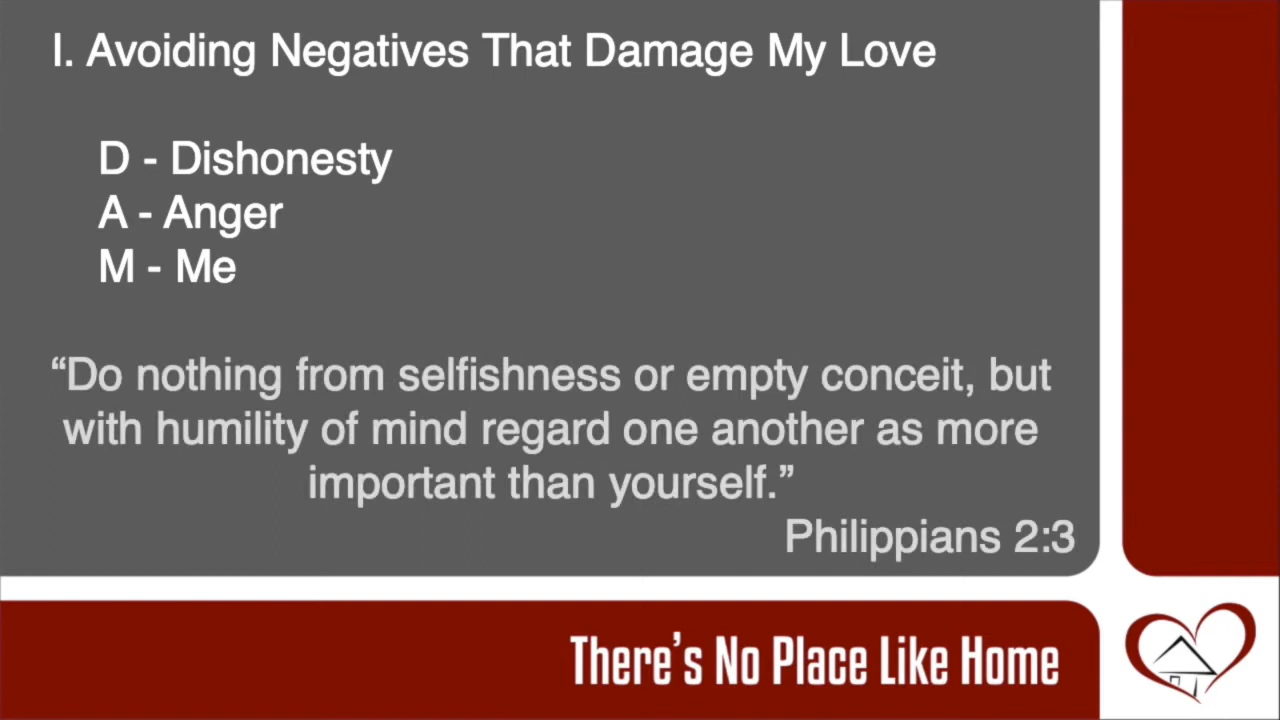 I. Avoiding Negatives That Damage My Love
D - Dishonesty
A - Anger
M - Me
“Do nothing from selfishness or empty conceit, but
with humility of mind regard one another as more
important than yourself.”
Philippians 2:3
There’s No Place Like Home